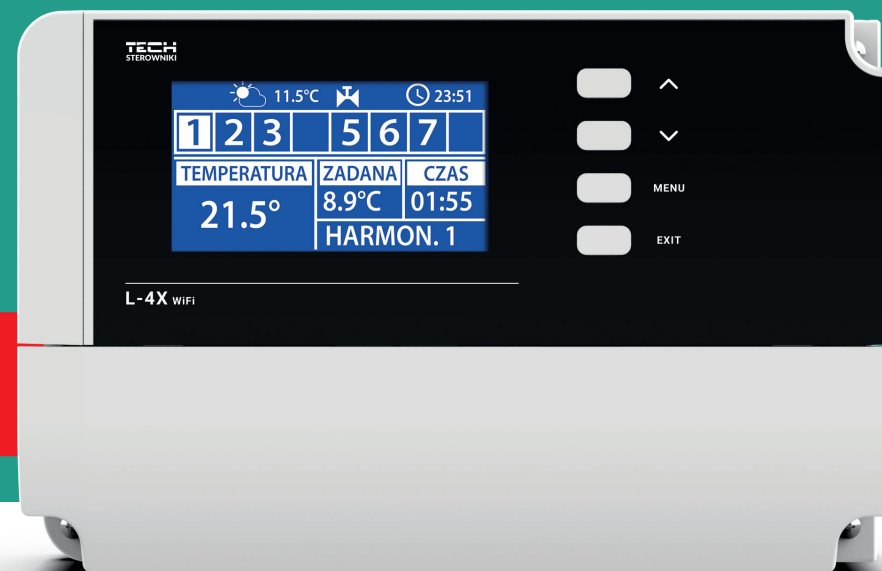 TECH
STEROWNIKI
11.5°C 23:51
1 2 3 5 6 7
TEMPERATURA ZADANA CZAS
21.5° 8.9°C 01:55
HARMON. 1
MENU
EXIT
L-4X WiFi